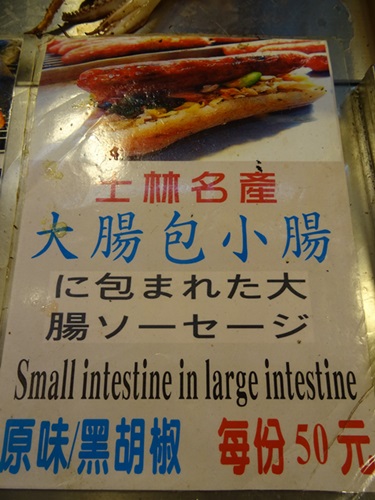 士林名產
大腸包小腸
に包まれた大
腸ソーセージ
Small intestine in large intestine
原味/黑胡椒 每份50元